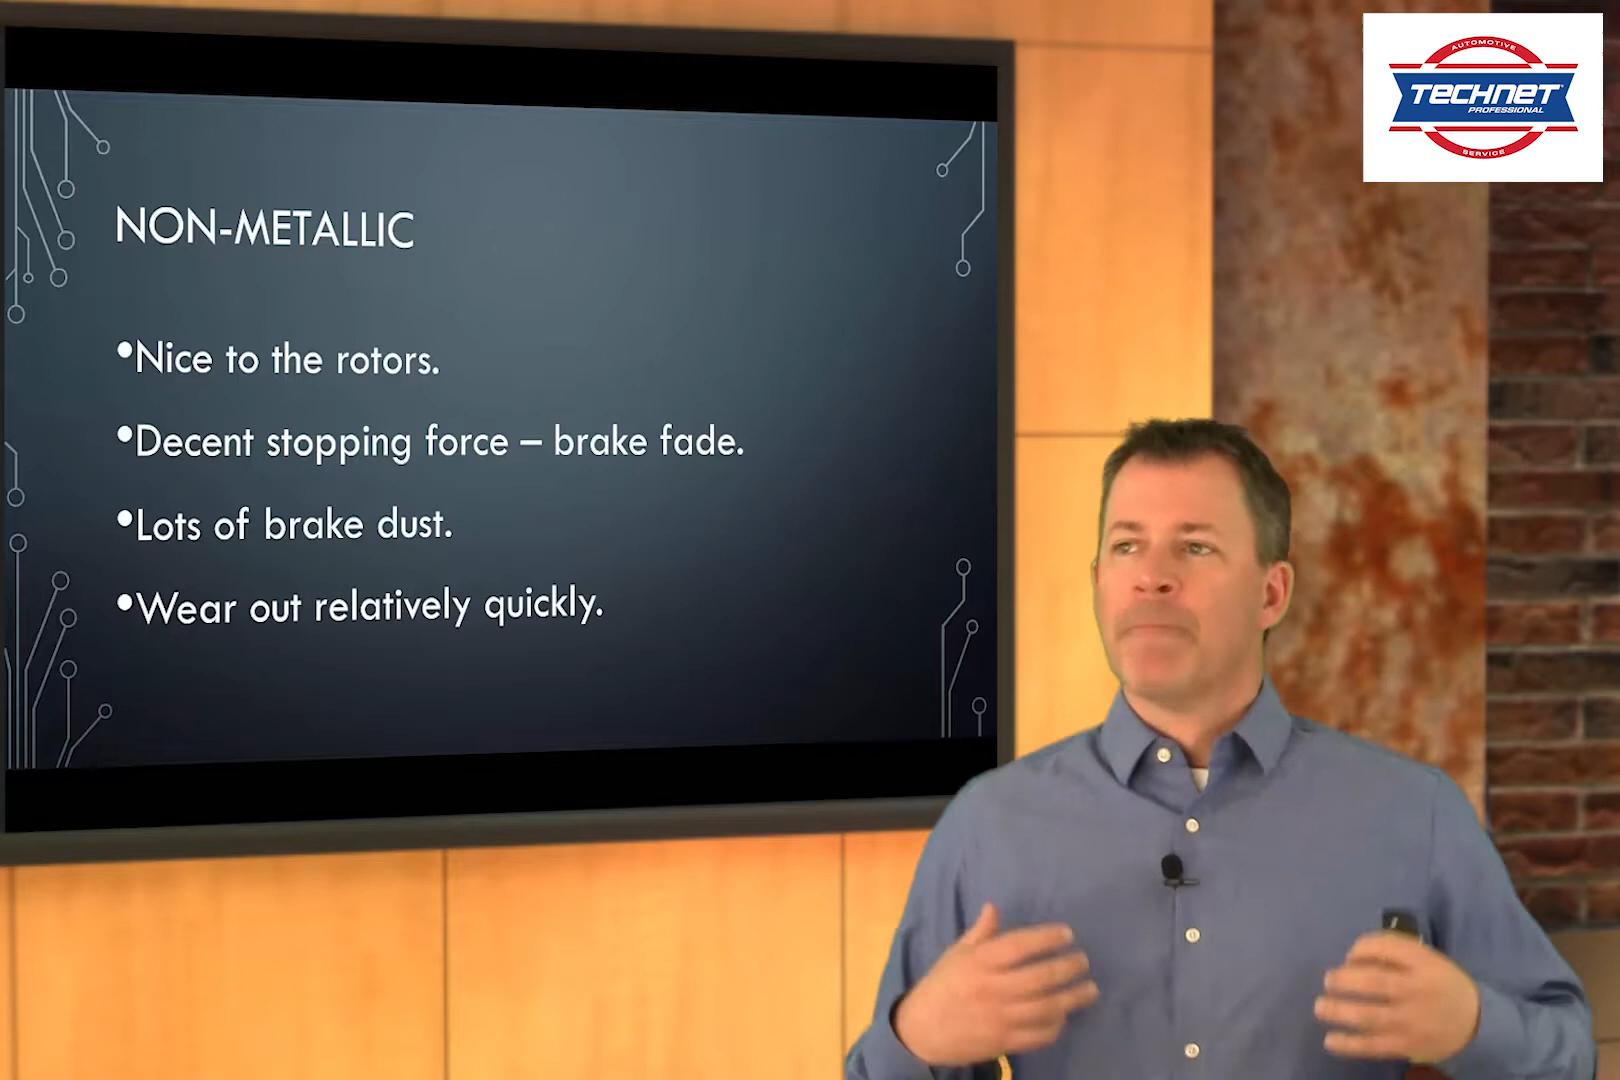 AUTOMOTIVE
TECHNET
PROFESSIONAL
SERVICE
NON-METALLIC
•Nice to the rotors.
•Decent stopping force – brake fade.
•Lots of brake dust.
•Wear out relatively quickly.